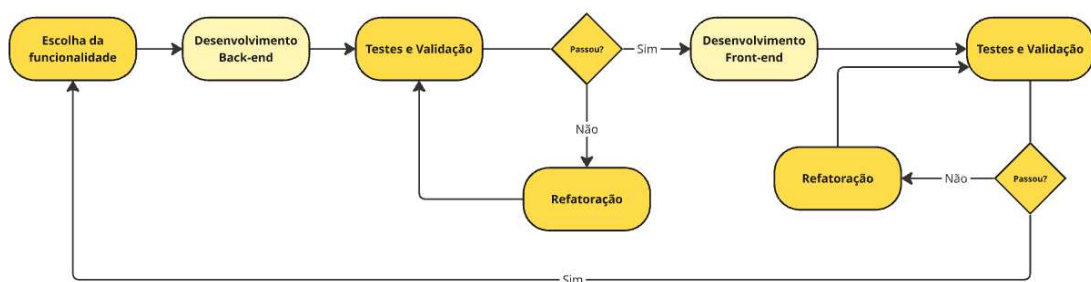 Escolha da
funcionalidade
Desenvolvimento
Back-end
Testes e Validação
Passou?
Sim
Desenvolvimento
Front-end
Testes e Validação
Não
Refatoração
Refatoração
Não
Passou?
Sim